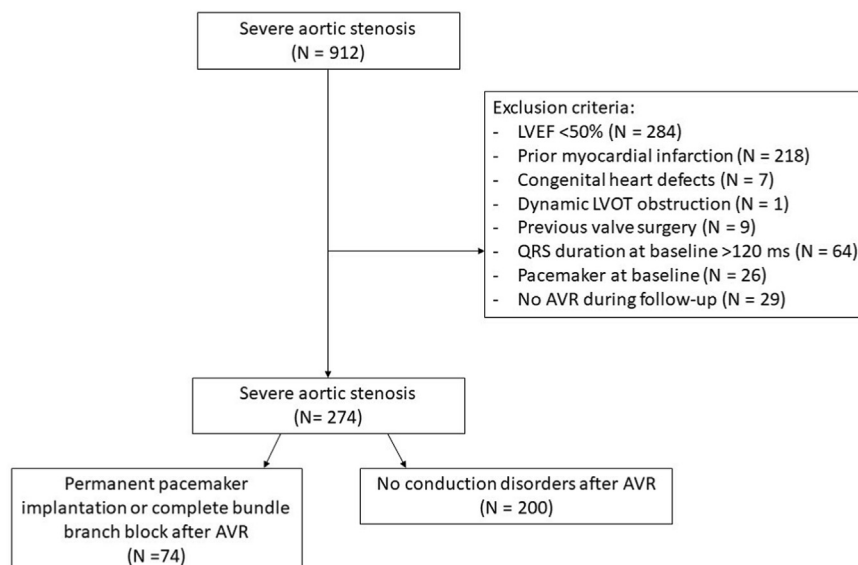 Severe aortic stenosis
(N = 912)
Exclusion criteria:
- LVEF <50% (N = 284)
- Prior myocardial infarction (N = 218)
- Congenital heart defects (N = 7)
- Dynamic LVOT obstruction (N = 1)
- Previous valve surgery (N = 9)
- QRS duration at baseline >120 ms (N = 64)
- Pacemaker at baseline (N = 26)
- No AVR during follow-up (N = 29)
Severe aortic stenosis
(N= 274)
Permanent pacemaker
implantation or complete bundle
branch block after AVR
(N =74)
No conduction disorders after AVR
(N = 200)